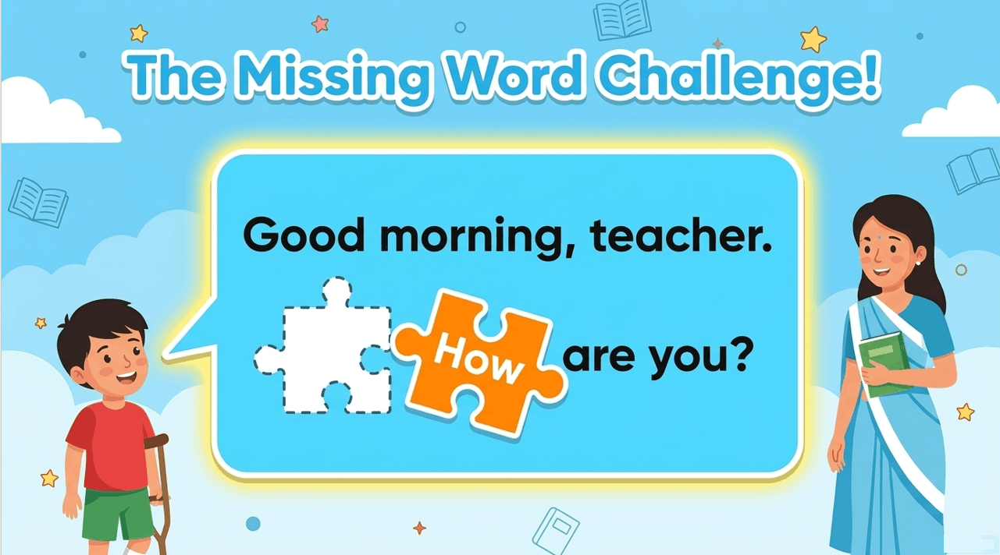 The Missing Word Challenge!
Good morning, teacher.
How are you?